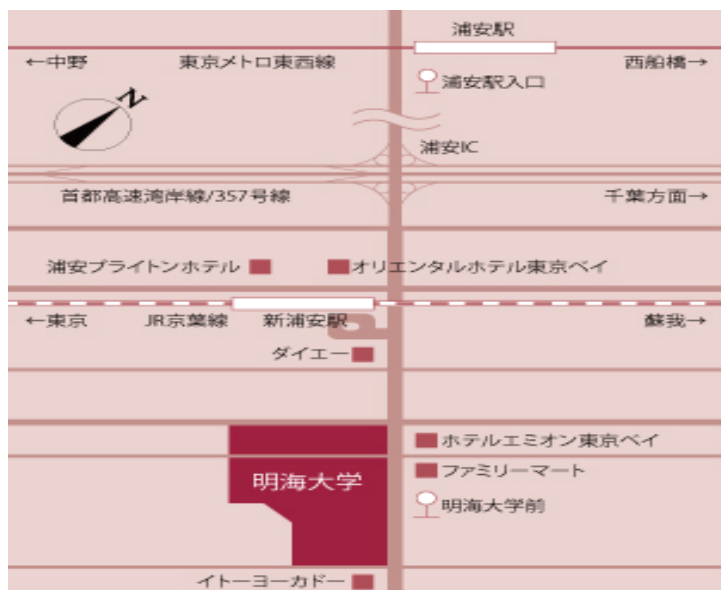 浦安駅
←中野 東京メトロ東西線 西船橋→
浦安駅入口
N
浦安IC
首都高速湾岸線/357号線 千葉方面→
浦安ブライトンホテル オリエンタルホテル東京ベイ
←東京 JR京葉線 新浦安駅 蘇我→
ダイエー
ホテルエミオン東京ベイ
明海大学 ファミリーマート
明海大学前
イトーヨーカドー